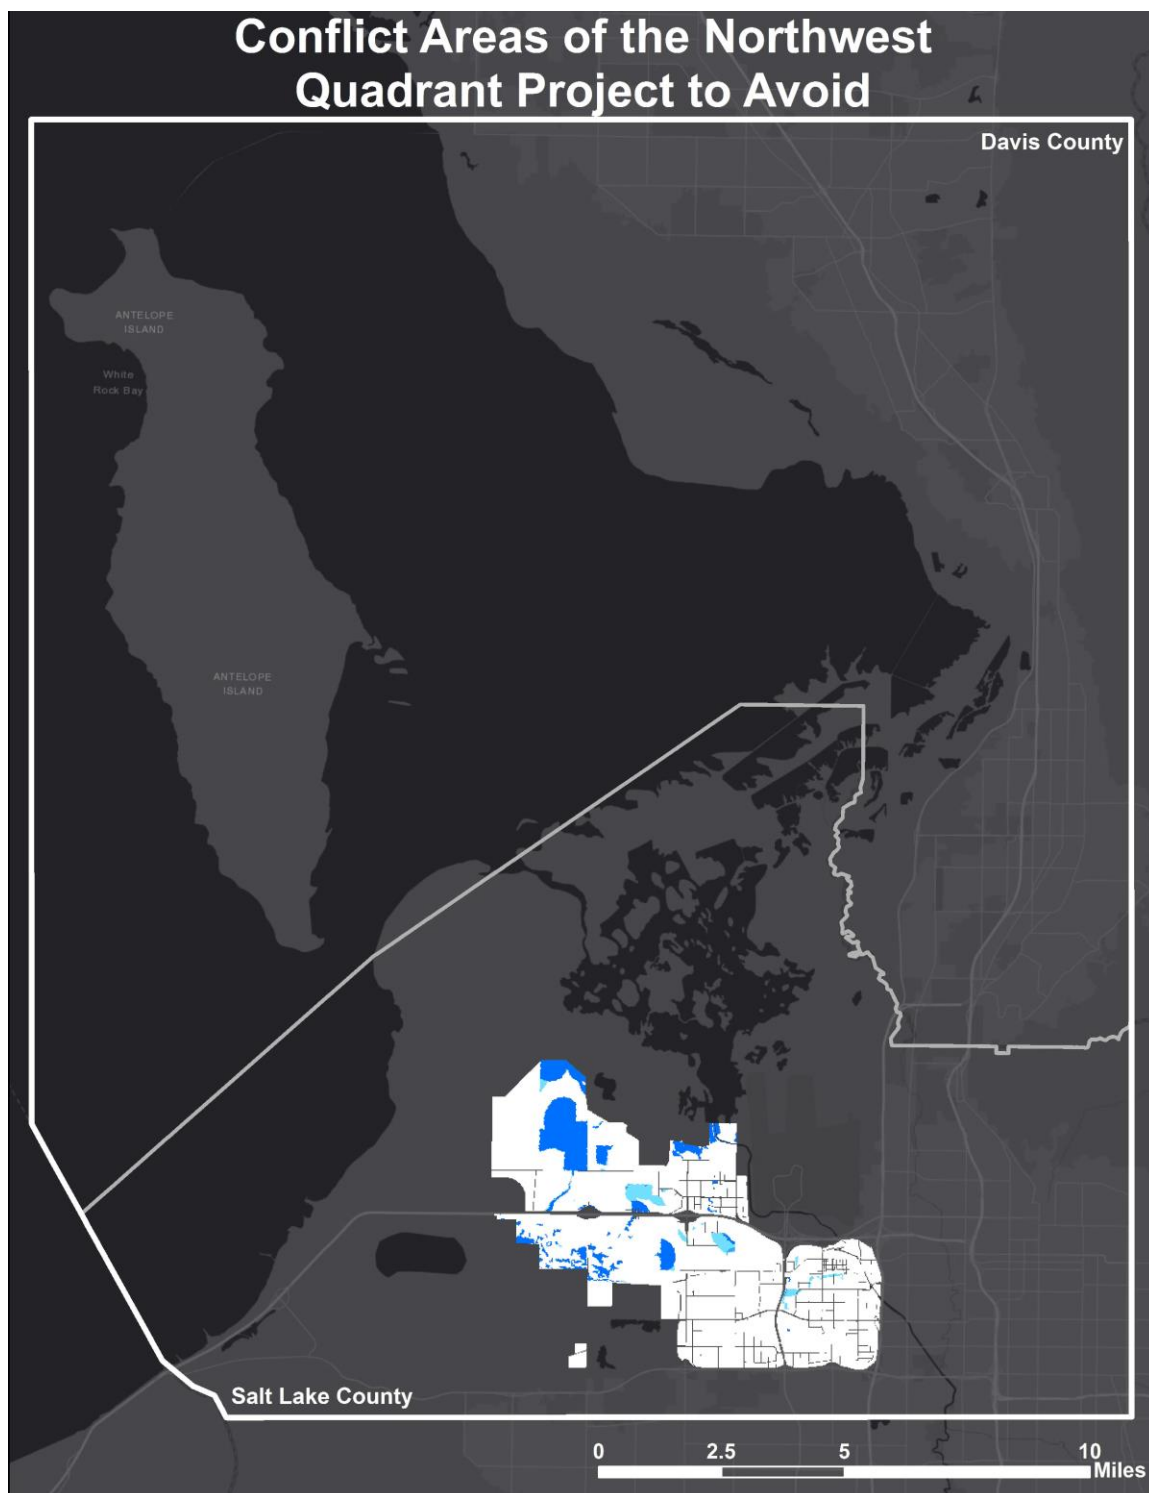 Conflict Areas of the Northwest
Quadrant Project to Avoid
Davis County
ANTELOPE
ISLAND
White
Rock Bay
ANTELOPE
ISLAND
Salt Lake County
0 2.5 5 10
Miles